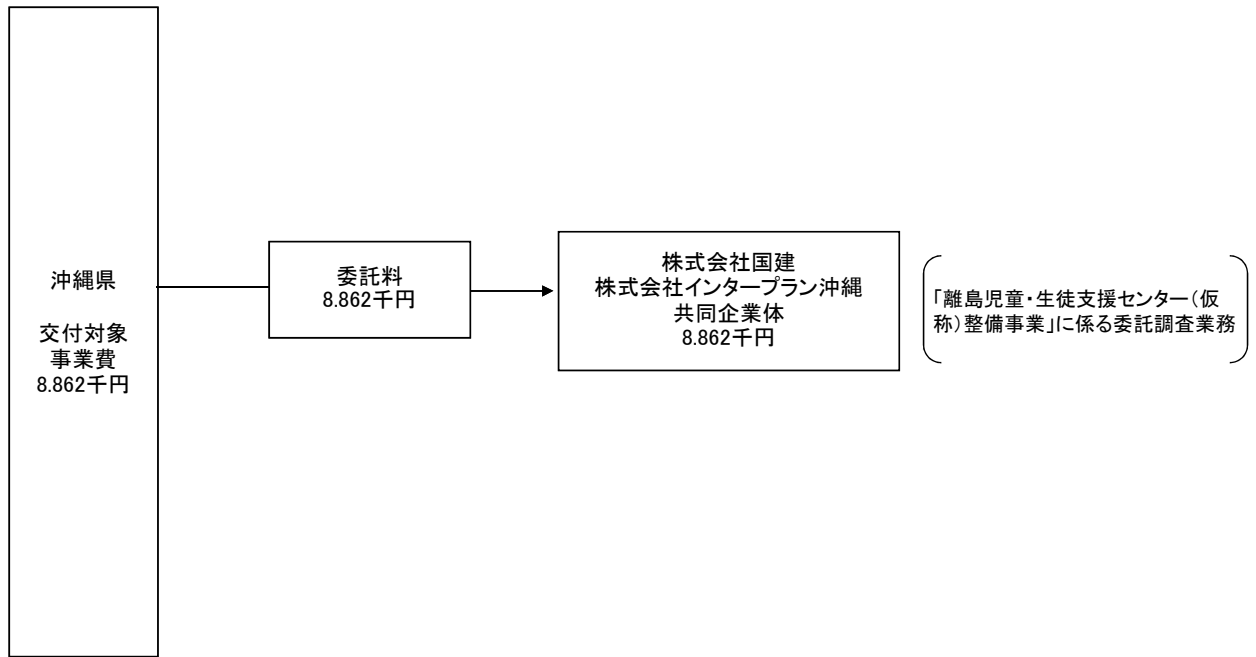 沖縄県
交付対象
事業費
8.862千円
委託料
8.862千円
株式会社国建
株式会社インタープラン沖縄
共同企業体
8.862千円
「離島児童・生徒支援センター（仮
称）整備事業」に係る委託調査業務